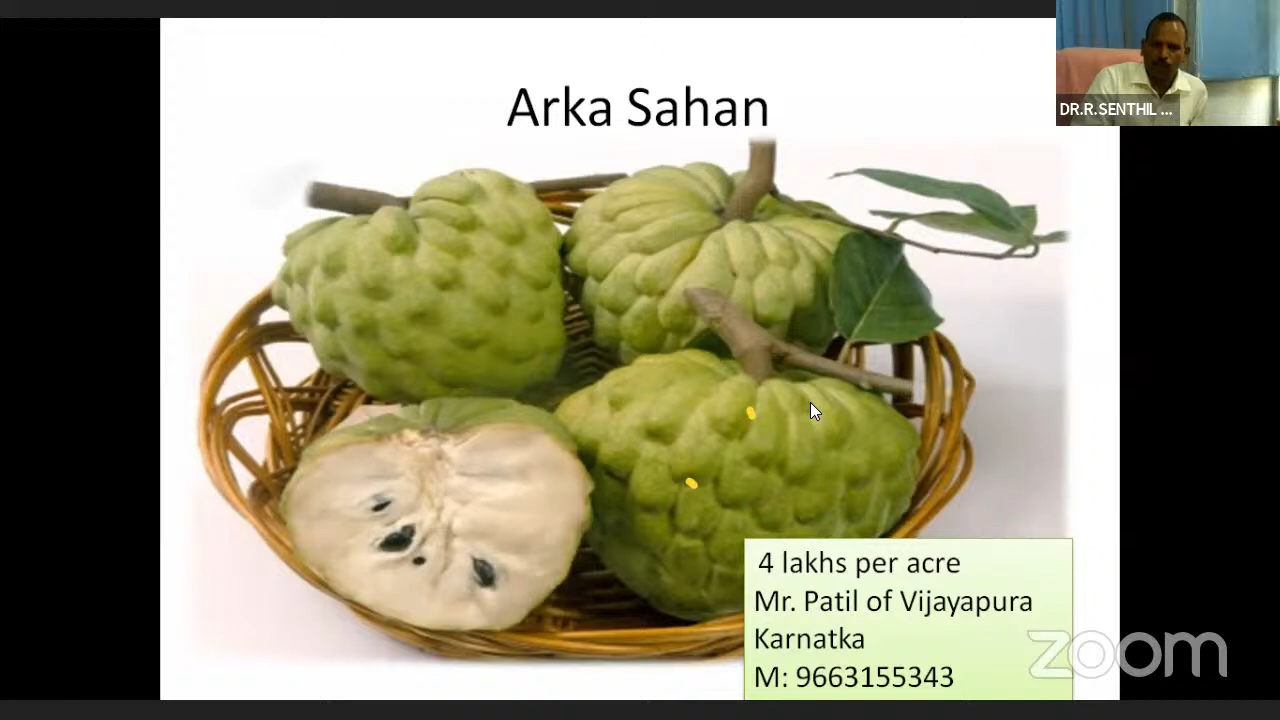 Arka Sahan
DR.R.SENTHIL ...
4 lakhs per acre
Mr. Patil of Vijayapura
Karnatka
M: 9663155343
zoom